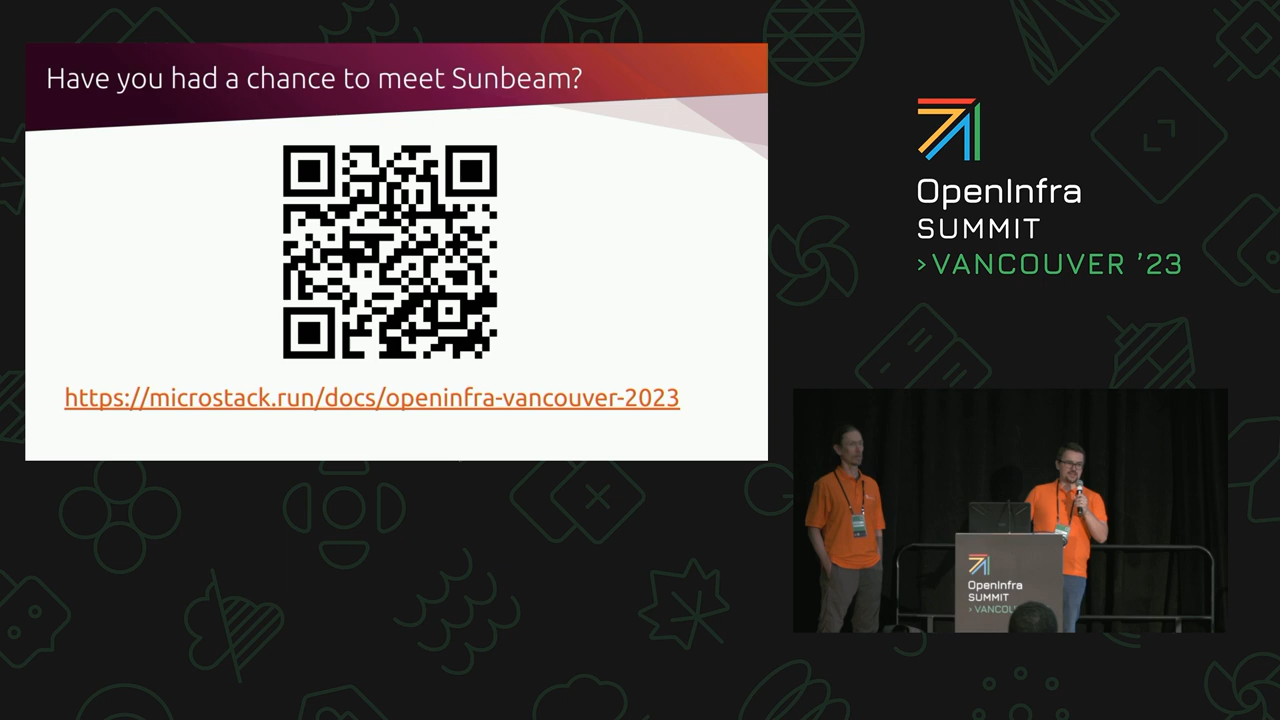 Have you had a chance to meet Sunbeam?
https://microstack.run/docs/openinfra-vancouver-2023
OpenInfra
SUMMIT
>VANCOUVER '23
OpenInfra
SUMMIT
>VANCOU